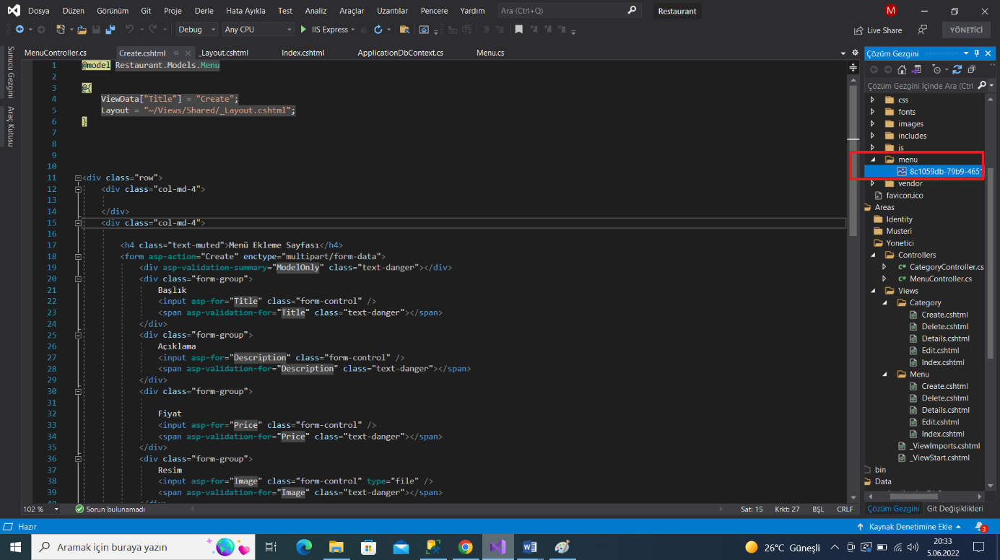 Dosya Düzen Görünüm Git Proje Derle Hata Ayıkla Test Analiz Araçlar Uzantılar Pencere Yardım Ara (Ctrl+Q) Restaurant M
Debug Any CPU IIS Express Live Share YÖNETİCİ
Sunucu Gezgini
Araç Kutusu
MenuController.cs Create.cshtml _Layout.cshtml Index.cshtml ApplicationDbContext.cs Menu.cs
1 @model Restaurant.Models.Menu
2
3 @{
4 ViewData["Title"] = "Create";
5 Layout = "~/Views/Shared/_Layout.cshtml";
6 }
7
8
9
10
11 <div class="row">
12 <div class="col-md-4">
13
14 </div>
15 <div class="col-md-4">
16
17 <h4 class="text-muted">Menü Ekleme Sayfası</h4>
18 <form asp-action="Create" enctype="multipart/form-data">
19 <div asp-validation-summary="ModelOnly" class="text-danger"></div>
20 <div class="form-group">
21 Başlık
22 <input asp-for="Title" class="form-control" />
23 <span asp-validation-for="Title" class="text-danger"></span>
24 </div>
25 <div class="form-group">
26 Açıklama
27 <input asp-for="Description" class="form-control" />
28 <span asp-validation-for="Description" class="text-danger"></span>
29 </div>
30 <div class="form-group">
31
32 Fiyat
33 <input asp-for="Price" class="form-control" />
34 <span asp-validation-for="Price" class="text-danger"></span>
35 </div>
36 <div class="form-group">
37 Resim
38 <input asp-for="Image" class="form-control" type="file" />
39 <span asp-validation-for="Image" class="text-danger"></span>
Çözüm Gezgini
Çözüm Gezgini İçinde Ara (Ctrl
css
fonts
images
includes
js
menu
8c1059db-79b9-4651
vendor
favicon.ico
Areas
Identity
Musteri
Yonetici
Controllers
CategoryController.cs
MenuController.cs
Views
Category
Create.cshtml
Delete.cshtml
Details.cshtml
Edit.cshtml
Index.cshtml
Menu
Create.cshtml
Delete.cshtml
Details.cshtml
Edit.cshtml
Index.cshtml
_ViewImports.cshtml
_ViewStart.cshtml
bin
Data
Çözüm Gezgini Git Değişiklikleri
102 % Sorun bulunamadı Sat: 15 Krkt: 27 BŞL CRLF
Hazır Kaynak Denetimine Ekle 3
Aramak için buraya yazın 26°C Güneşli 20:33
5.06.2022